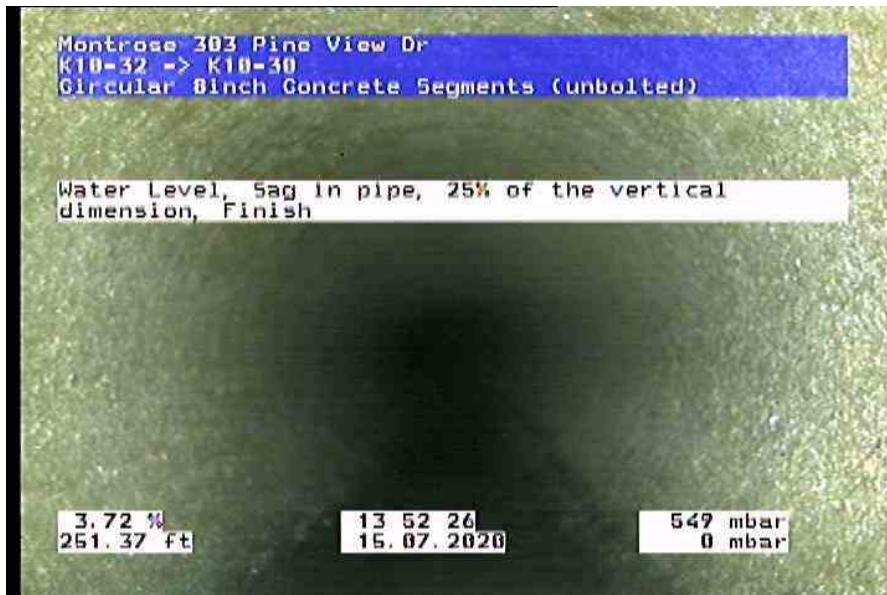 Montrose 303 Pine View Dr
K10-32 -> K10-30
Circular 8inch Concrete Segments (unbolted)
Water Level, Sag in pipe, 25% of the vertical
dimension, Finish
3.72 %
251.37 ft
13 52 26
15.07.2020
549 mbar
0 mbar